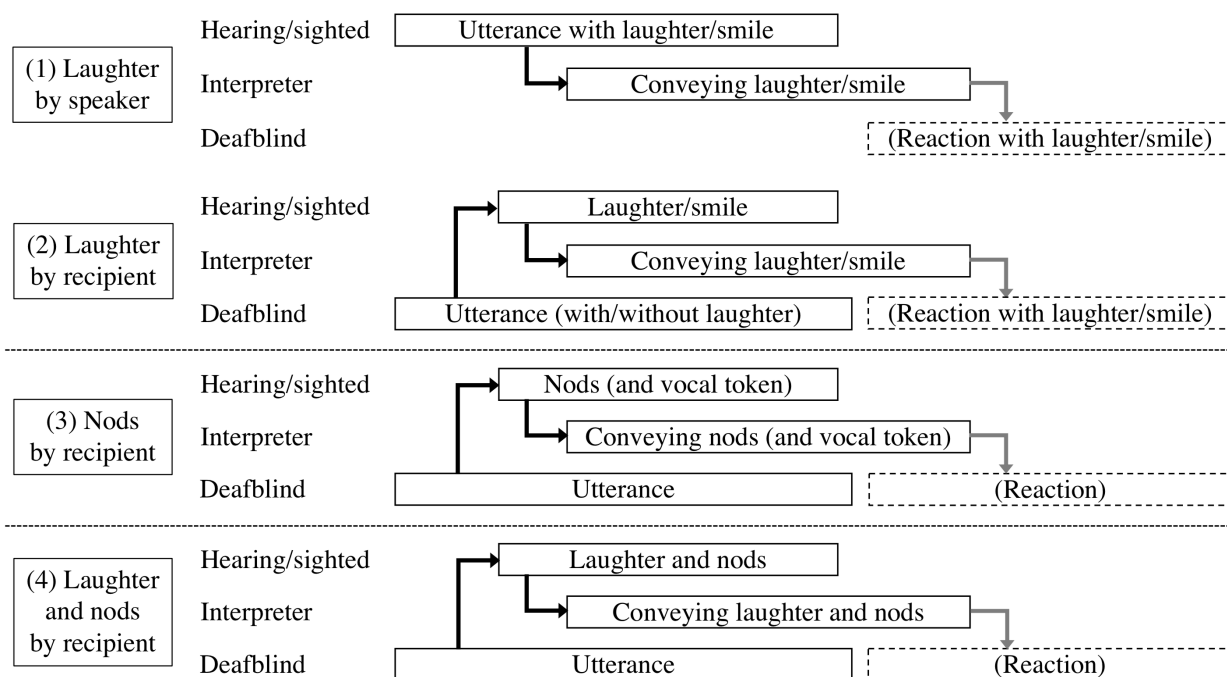 Hearing/sighted Utterance with laughter/smile
(1) Laughter
by speaker
Interpreter Conveying laughter/smile
Deafblind (Reaction with laughter/smile)
Hearing/sighted Laughter/smile
(2) Laughter
by recipient
Interpreter Conveying laughter/smile
Deafblind Utterance (with/without laughter) (Reaction with laughter/smile)
Hearing/sighted Nods (and vocal token)
(3) Nods
by recipient
Interpreter Conveying nods (and vocal token)
Deafblind Utterance (Reaction)
Hearing/sighted Laughter and nods
(4) Laughter
and nods
by recipient
Interpreter Conveying laughter and nods
Deafblind Utterance (Reaction)